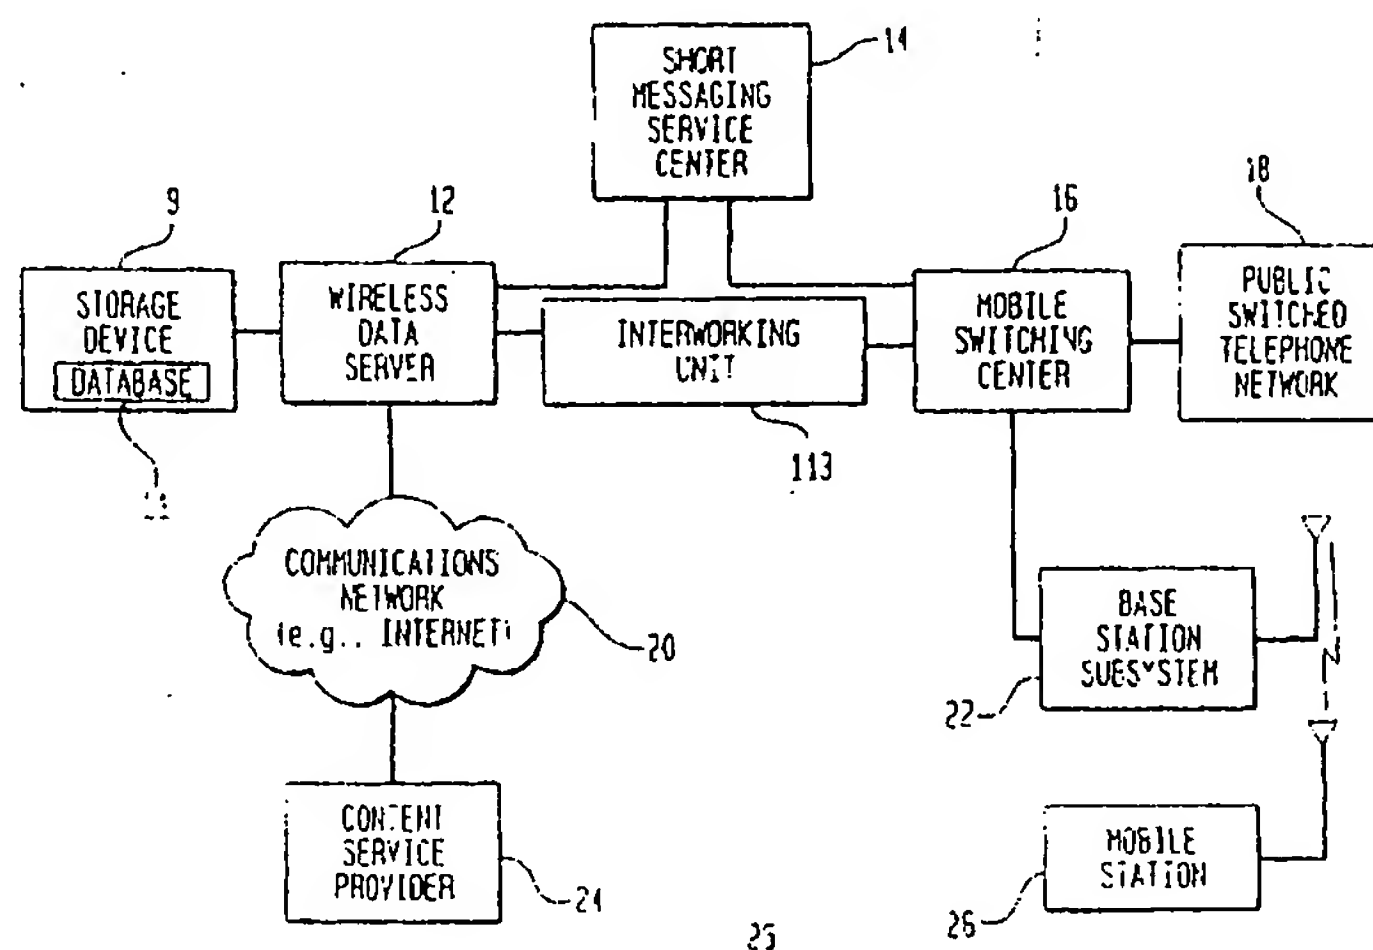 14
SHORT
MESSAGING
SERVICE
CENTER
9
12
16
18
STORAGE
DEVICE
DATABASE
WIRELESS
DATA
SERVER
INTERWORKING
UNIT
MOBILE
SWITCHING
CENTER
PUBLIC
SWITCHED
TELEPHONE
NETWORK
113
COMMUNICATIONS
NETWORK
(e.g., INTERNET)
20
BASE
STATION
SUBSYSTEM
22
CONTENT
SERVICE
PROVIDER
24
MOBILE
STATION
26
25